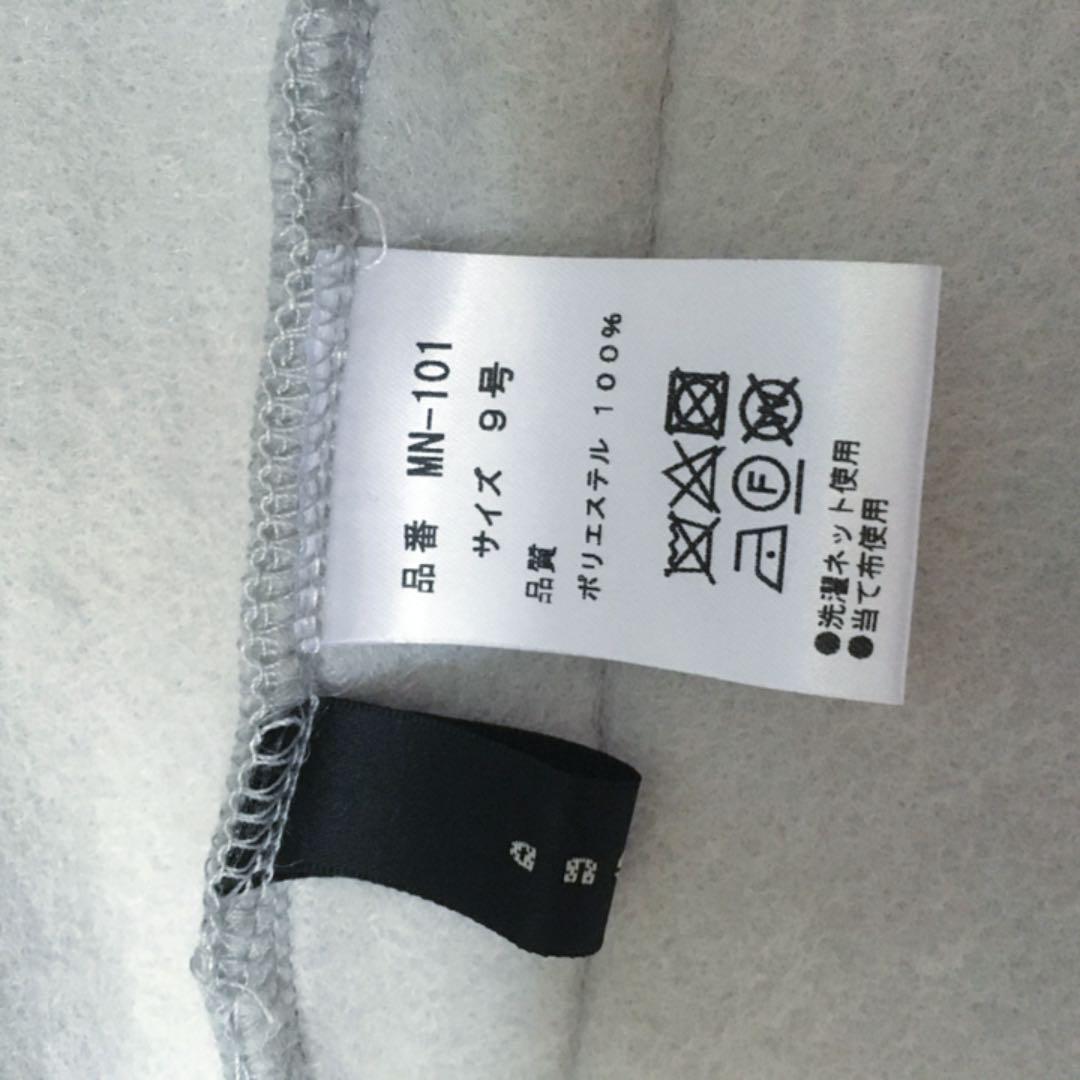 品番 MN-101
サイズ 9号
品質
ポリエステル 100%
F W
●洗濯ネット使用
●当て布使用